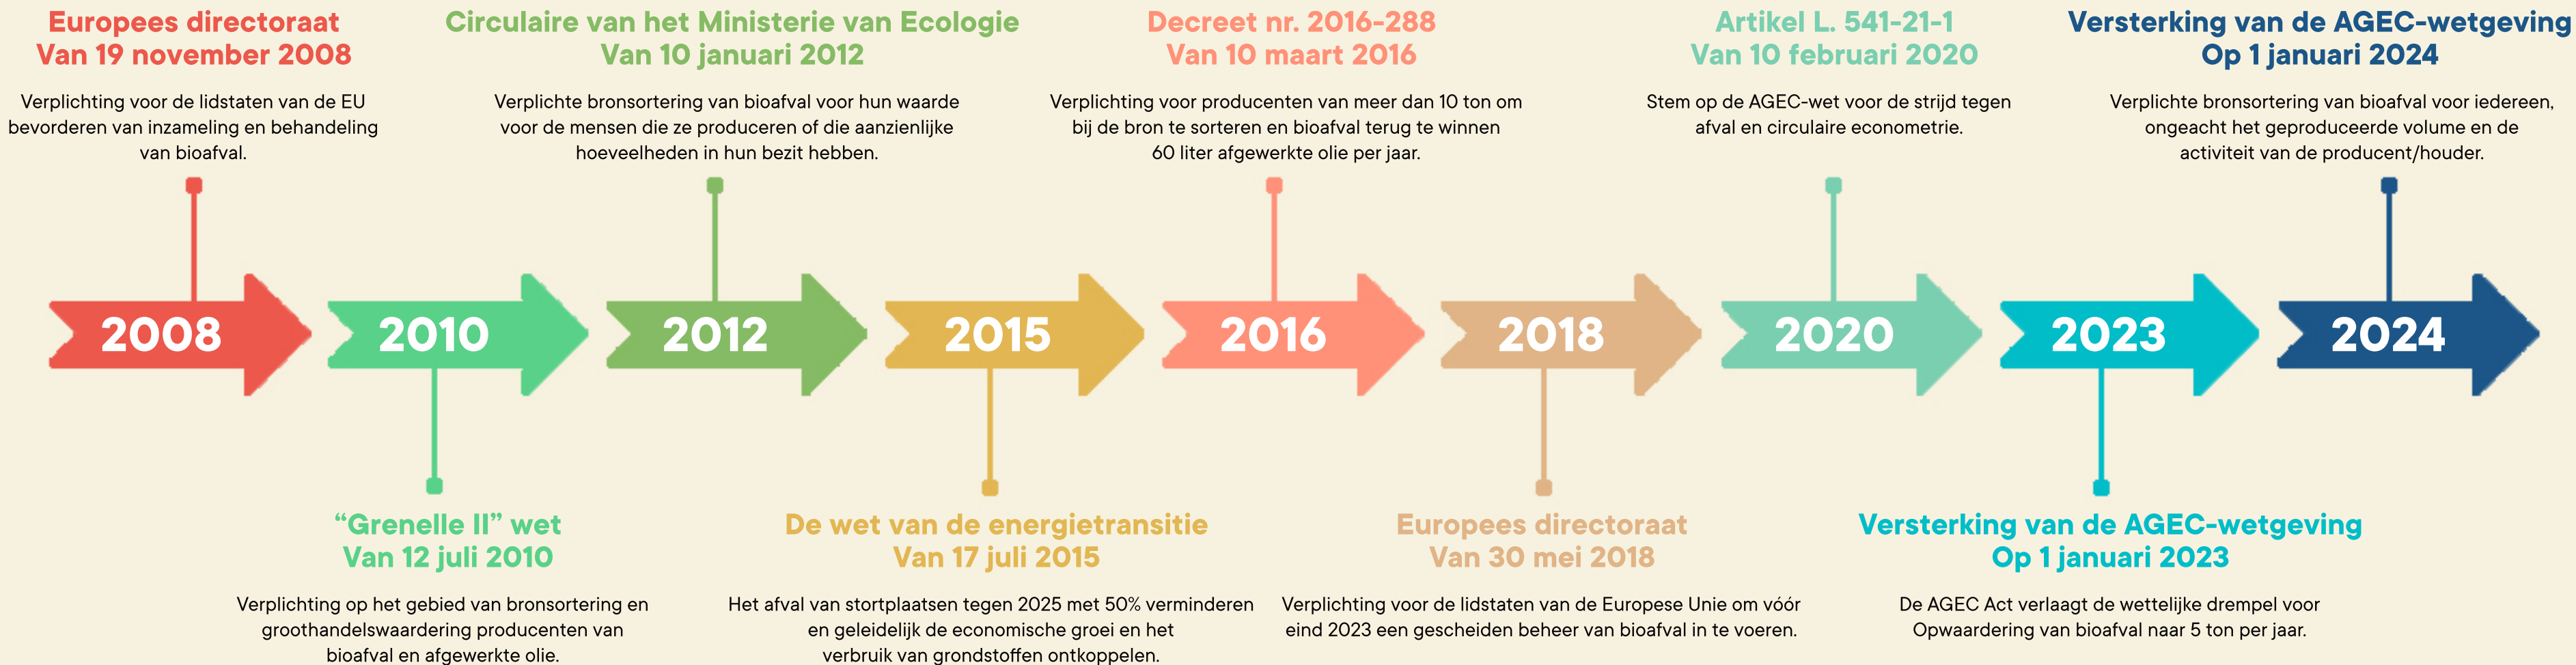 Europees directoraat
Van 19 november 2008
Verplichting voor de lidstaten van de EU
bevorderen van inzameling en behandeling
van bioafval.
Circulaire van het Ministerie van Ecologie
Van 10 januari 2012
Verplichte bronsortering van bioafval voor hun waarde
voor de mensen die ze produceren of die aanzienlijke
hoeveelheden in hun bezit hebben.
Decreet nr. 2016-288
Van 10 maart 2016
Verplichting voor producenten van meer dan 10 ton om
bij de bron te sorteren en bioafval terug te winnen
60 liter afgewerkte olie per jaar.
Artikel L. 541-21-1
Van 10 februari 2020
Stem op de AGEC-wet voor de strijd tegen
afval en circulaire econometrie.
Versterking van de AGEC-wetgeving
Op 1 januari 2024
Verplichte bronsortering van bioafval voor iedereen,
ongeacht het geproduceerde volume en de
activiteit van de producent/houder.
2008
2010
2012
2015
2016
2018
2020
2023
2024
“Grenelle II” wet
Van 12 juli 2010
Verplichting op het gebied van bronsortering en
groothandelswaardering producenten van
bioafval en afgewerkte olie.
De wet van de energietransitie
Van 17 juli 2015
Het afval van stortplaatsen tegen 2025 met 50% verminderen
en geleidelijk de economische groei en het
verbruik van grondstoffen ontkoppelen.
Europees directoraat
Van 30 mei 2018
Verplichting voor de lidstaten van de Europese Unie om vóór
eind 2023 een gescheiden beheer van bioafval in te voeren.
Versterking van de AGEC-wetgeving
Op 1 januari 2023
De AGEC Act verlaagt de wettelijke drempel voor
Opwaardering van bioafval naar 5 ton per jaar.